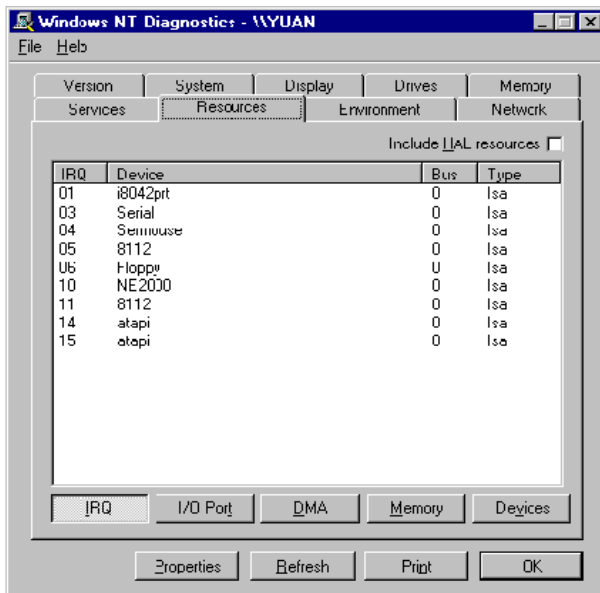 Windows NT Diagnostics - \\YUAN
File Help
Version System Display Drives Memory
Services Resources Environment Network
Include HAL resources
IRQ Device Bus Type
01 i8042prt 0 Isa
03 Serial 0 Isa
04 Sermouse 0 Isa
05 8112 0 Isa
06 Floppy 0 Isa
10 NE2000 0 Isa
11 8112 0 Isa
14 atapi 0 Isa
15 atapi 0 Isa
IRQ I/O Port DMA Memory Devices
Properties Refresh Print OK